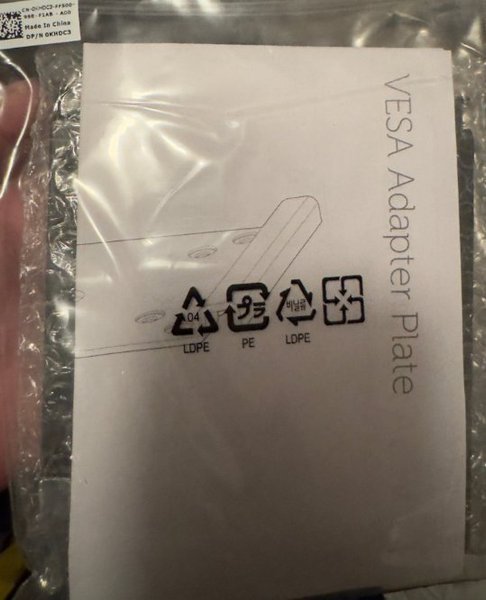 Made In China
DP/N 0KHDC3
VESA Adapter Plate
04
プラ
비닐류
LDPE
PE
LDPE